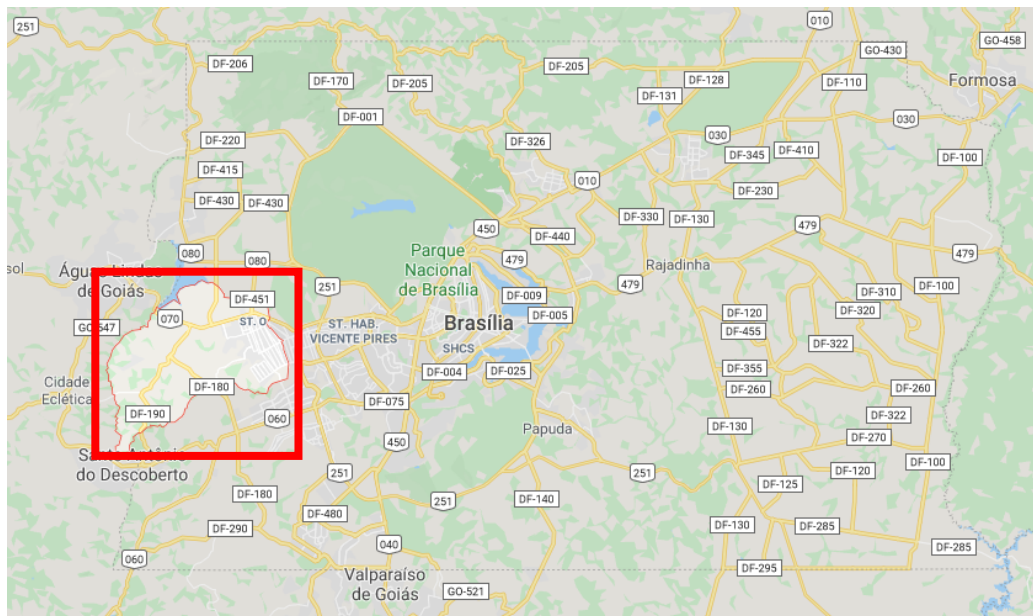 251
010
GO-458
GO-430
DF-206
DF-205
DF-128
DF-170
DF-205
DF-110
Formosa
DF-131
DF-001
030
030
DF-220
DF-326
DF-345
DF-410
DF-100
DF-415
010
DF-230
DF-430
DF-430
DF-330
DF-130
450
479
DF-440
080
080
Parque
Nacional
de Brasília
479
479
Águas Lindas
de Goiás
Rajadinha
251
479
DF-451
DF-009
DF-310
DF-100
070
ST. O
DF-120
DF-320
GO-547
ST. HAB.
VICENTE PIRES
Brasília
DF-005
DF-455
DF-322
SHCS
DF-004
DF-025
DF-355
Cidade
Eclética
DF-180
DF-260
DF-260
DF-075
DF-190
060
DF-322
450
Papuda
DF-130
DF-270
Santo Antônio
do Descoberto
251
251
DF-120
DF-100
DF-180
251
DF-140
DF-125
DF-480
DF-290
DF-130
DF-285
060
040
DF-285
DF-295
Valparaíso
de Goiás
GO-521